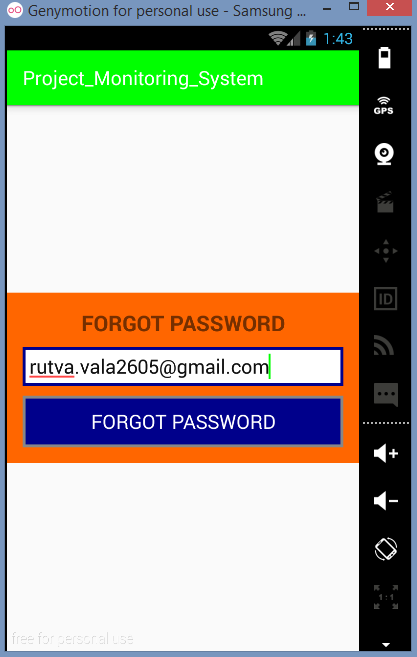 Genymotion for personal use - Samsung ...
1:43
Project_Monitoring_System
GPS
ID
FORGOT PASSWORD
rutva.vala2605@gmail.com
FORGOT PASSWORD
1:1
free for personal use